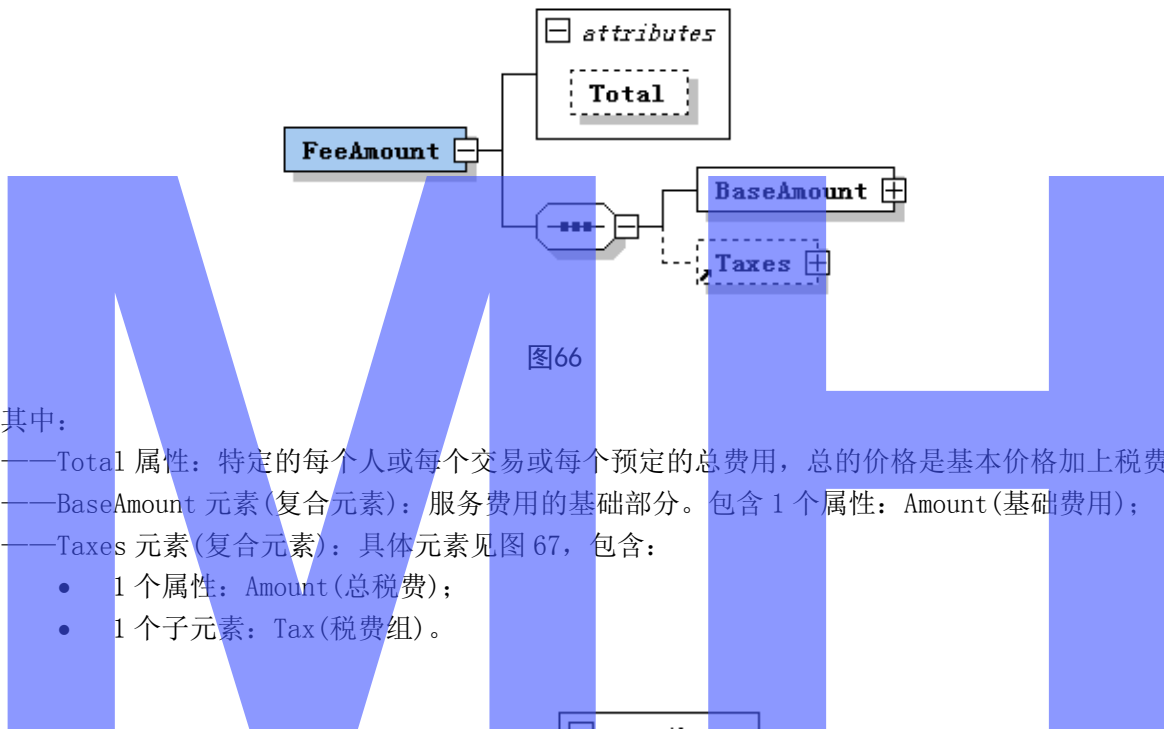 attributes
Total
FeeAmount
BaseAmount
Taxes
图66
其中:
——Total 属性: 特定的每个人或每个交易或每个预定的总费用, 总的价格是基本价格加上税费
——BaseAmount 元素(复合元素): 服务费用的基础部分。包含 1 个属性: Amount(基础费用);
——Taxes 元素(复合元素): 具体元素见图 67, 包含:
• 1 个属性: Amount(总税费);
• 1 个子元素: Tax(税费组)。
MH